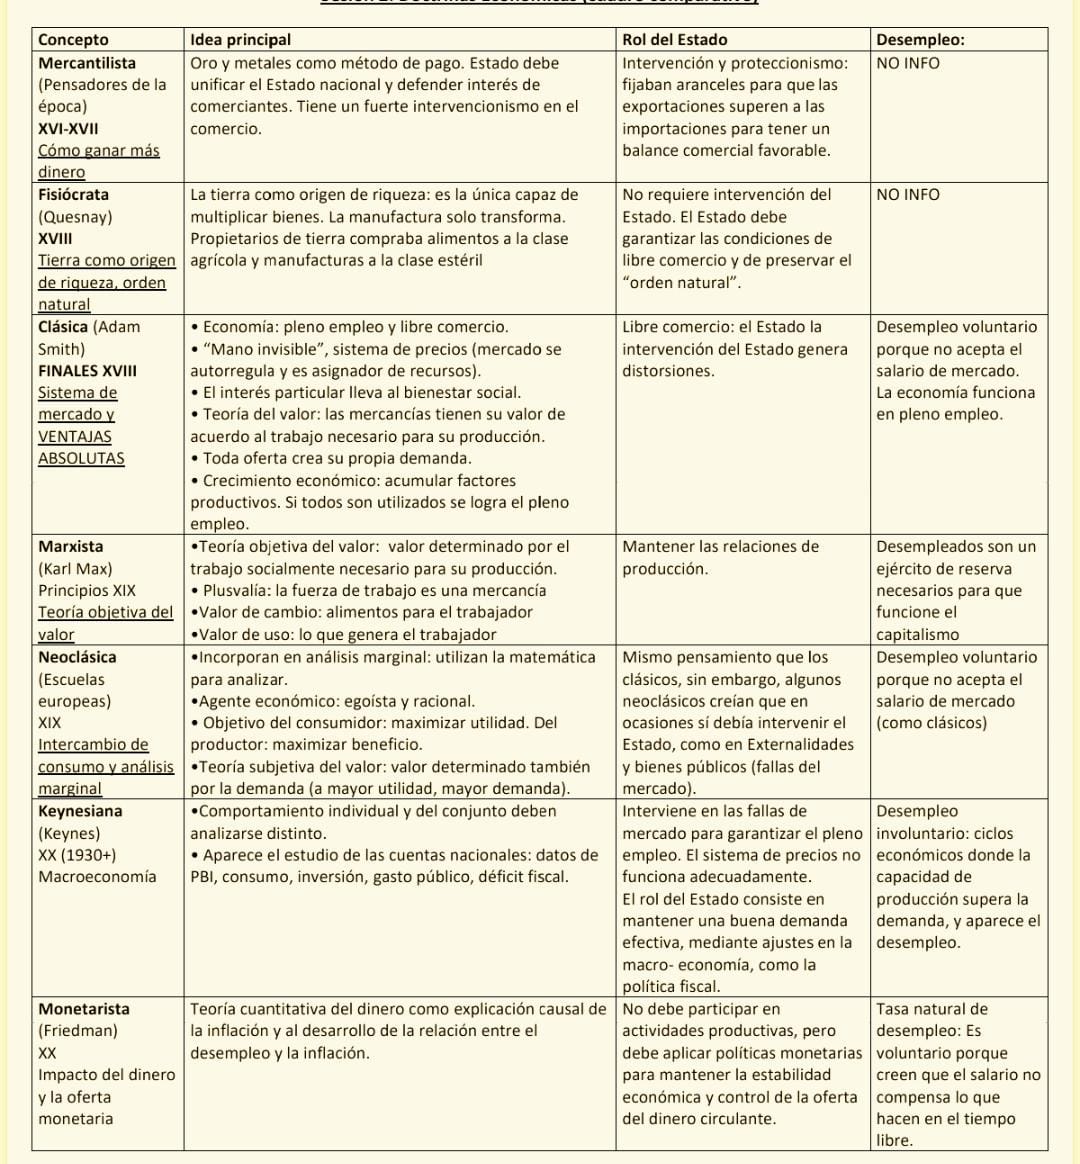 Concepto
Idea principal
Rol del Estado
Desempleo:
Mercantilista
(Pensadores de la
época)
XVI-XVII
Cómo ganar más
dinero
Oro y metales como método de pago. Estado debe
unificar el Estado nacional y defender interés de
comerciantes. Tiene un fuerte intervencionismo en el
comercio.
Intervención y proteccionismo:
fijaban aranceles para que las
exportaciones superen a las
importaciones para tener un
balance comercial favorable.
NO INFO
Fisiócrata
(Quesnay)
XVIII
Tierra como origen
de riqueza, orden
natural
La tierra como origen de riqueza: es la única capaz de
multiplicar bienes. La manufactura solo transforma.
Propietarios de tierra compraba alimentos a la clase
agrícola y manufacturas a la clase estéril
No requiere intervención del
Estado. El Estado debe
garantizar las condiciones de
libre comercio y de preservar el
“orden natural”.
NO INFO
Clásica (Adam
Smith)
FINALES XVIII
Sistema de
mercado y
VENTAJAS
ABSOLUTAS
• Economía: pleno empleo y libre comercio.
• “Mano invisible”, sistema de precios (mercado se
autorregula y es asignador de recursos).
• El interés particular lleva al bienestar social.
• Teoría del valor: las mercancías tienen su valor de
acuerdo al trabajo necesario para su producción.
• Toda oferta crea su propia demanda.
• Crecimiento económico: acumular factores
productivos. Si todos son utilizados se logra el pleno
empleo.
Libre comercio: el Estado la
intervención del Estado genera
distorsiones.
Desempleo voluntario
porque no acepta el
salario de mercado.
La economía funciona
en pleno empleo.
Marxista
(Karl Max)
Principios XIX
Teoría objetiva del
valor
•Teoría objetiva del valor: valor determinado por el
trabajo socialmente necesario para su producción.
• Plusvalía: la fuerza de trabajo es una mercancía
•Valor de cambio: alimentos para el trabajador
•Valor de uso: lo que genera el trabajador
Mantener las relaciones de
producción.
Desempleados son un
ejército de reserva
necesarios para que
funcione el
capitalismo
Neoclásica
(Escuelas
europeas)
XIX
Intercambio de
consumo y análisis
marginal
•Incorporan en análisis marginal: utilizan la matemática
para analizar.
•Agente económico: egoísta y racional.
• Objetivo del consumidor: maximizar utilidad. Del
productor: maximizar beneficio.
•Teoría subjetiva del valor: valor determinado también
por la demanda (a mayor utilidad, mayor demanda).
Mismo pensamiento que los
clásicos, sin embargo, algunos
neoclásicos creían que en
ocasiones sí debía intervenir el
Estado, como en Externalidades
y bienes públicos (fallas del
mercado).
Desempleo voluntario
porque no acepta el
salario de mercado
(como clásicos)
Keynesiana
(Keynes)
XX (1930+)
Macroeconomía
•Comportamiento individual y del conjunto deben
analizarse distinto.
• Aparece el estudio de las cuentas nacionales: datos de
PBI, consumo, inversión, gasto público, déficit fiscal.
Interviene en las fallas de
mercado para garantizar el pleno
empleo. El sistema de precios no
funciona adecuadamente.
El rol del Estado consiste en
mantener una buena demanda
efectiva, mediante ajustes en la
macro- economía, como la
política fiscal.
Desempleo
involuntario: ciclos
económicos donde la
capacidad de
producción supera la
demanda, y aparece el
desempleo.
Monetarista
(Friedman)
XX
Impacto del dinero
y la oferta
monetaria
Teoría cuantitativa del dinero como explicación causal de
la inflación y al desarrollo de la relación entre el
desempleo y la inflación.
No debe participar en
actividades productivas, pero
debe aplicar políticas monetarias
para mantener la estabilidad
económica y control de la oferta
del dinero circulante.
Tasa natural de
desempleo: Es
voluntario porque
creen que el salario no
compensa lo que
hacen en el tiempo
libre.